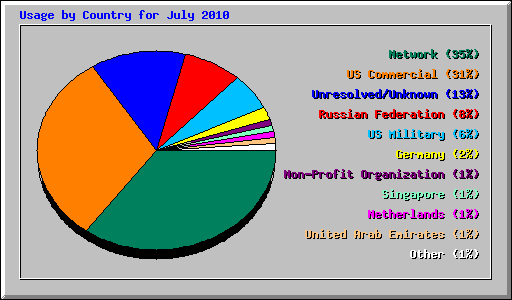 Usage by Country for July 2010
Network (35%)
US Commercial (31%)
Unresolved/Unknown (13%)
Russian Federation (8%)
US Military (6%)
Germany (2%)
Non-Profit Organization (1%)
Singapore (1%)
Netherlands (1%)
United Arab Emirates (1%)
Other (1%)